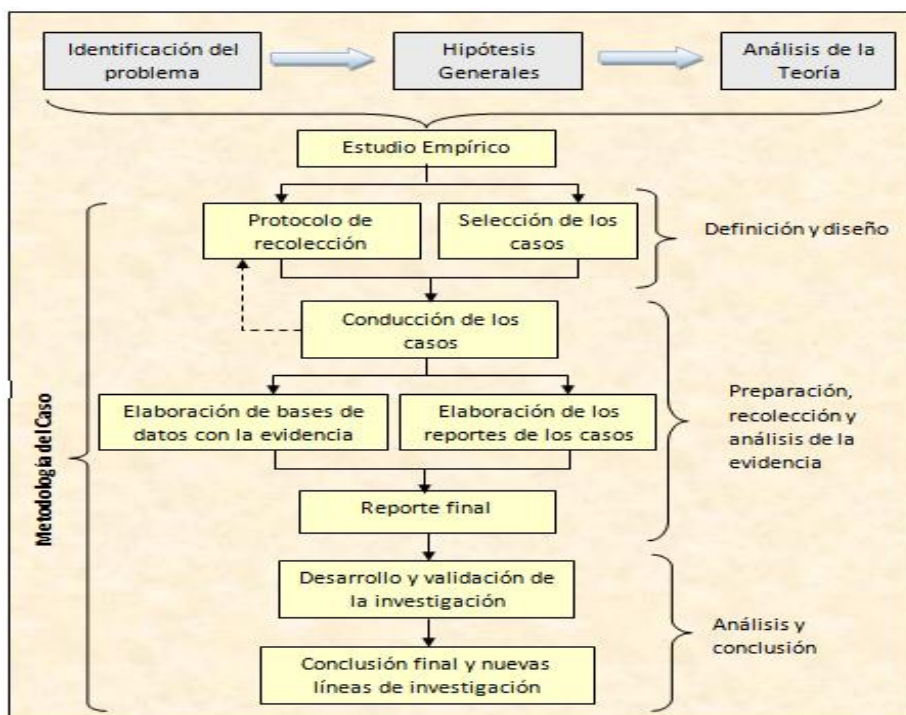 Identificación del
problema
Hipótesis
Generales
Análisis de la
Teoría
Estudio Empírico
Protocolo de
recolección
Selección de los
casos
Definición y diseño
Conducción de los
casos
Elaboración de bases de
datos con la evidencia
Elaboración de los
reportes de los casos
Preparación,
recolección y
análisis de la
evidencia
Metodología del Caso
Reporte final
Desarrollo y validación de
la investigación
Análisis y
conclusión
Conclusión final y nuevas
líneas de investigación